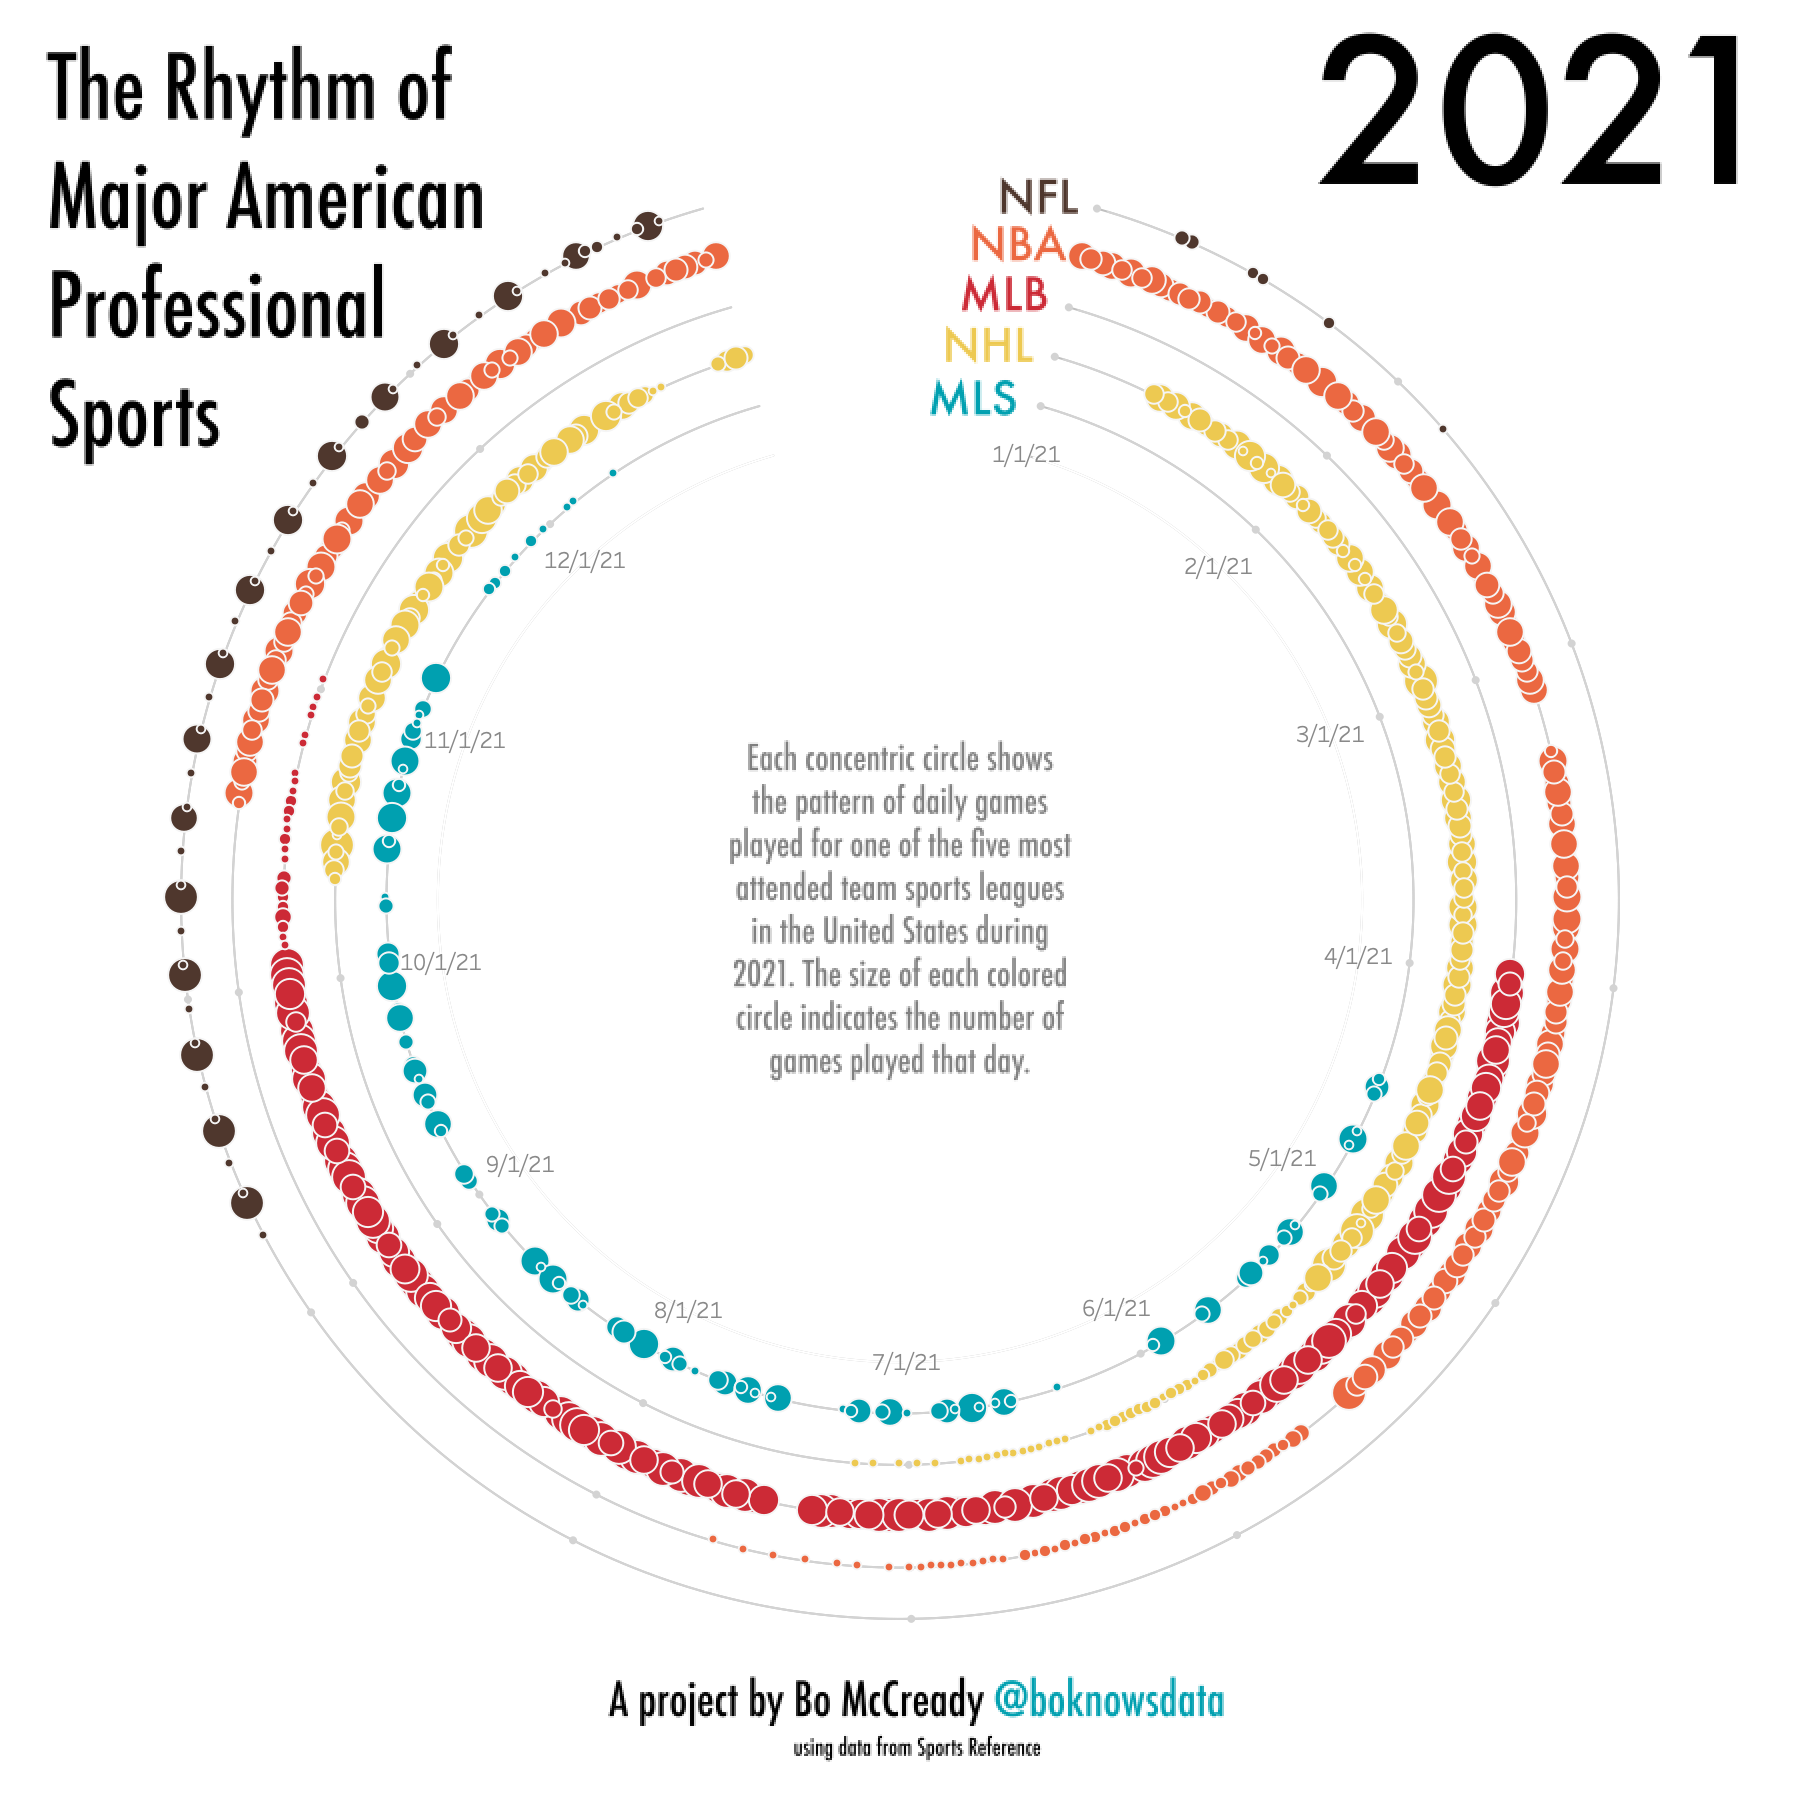 The Rhythm of
Major American
Professional
Sports
2021
NFL
NBA
MLB
NHL
MLS
1/1/21
2/1/21
3/1/21
4/1/21
5/1/21
6/1/21
7/1/21
8/1/21
9/1/21
10/1/21
11/1/21
12/1/21
Each concentric circle shows
the pattern of daily games
played for one of the five most
attended team sports leagues
in the United States during
2021. The size of each colored
circle indicates the number of
games played that day.
A project by Bo McCready @boknowsdata
using data from Sports Reference